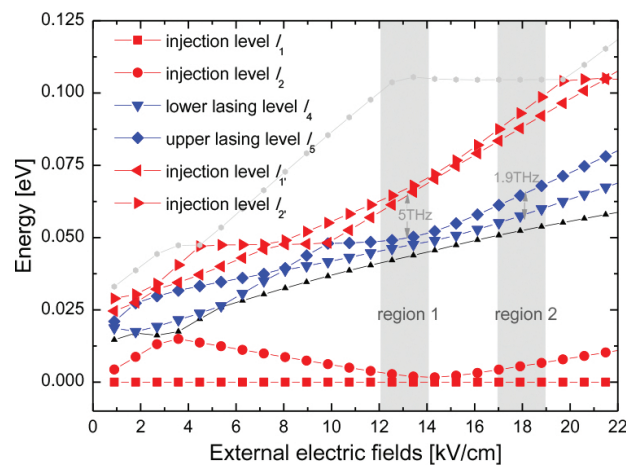 0.125
0.100
0.075
0.050
0.025
0.000
Energy [eV]
injection level l1
injection level l2
lower lasing level l4
upper lasing level l5
injection level l1'
injection level l2'
5THz
1.9THz
region 1
region 2
0 2 4 6 8 10 12 14 16 18 20 22
External electric fields [kV/cm]